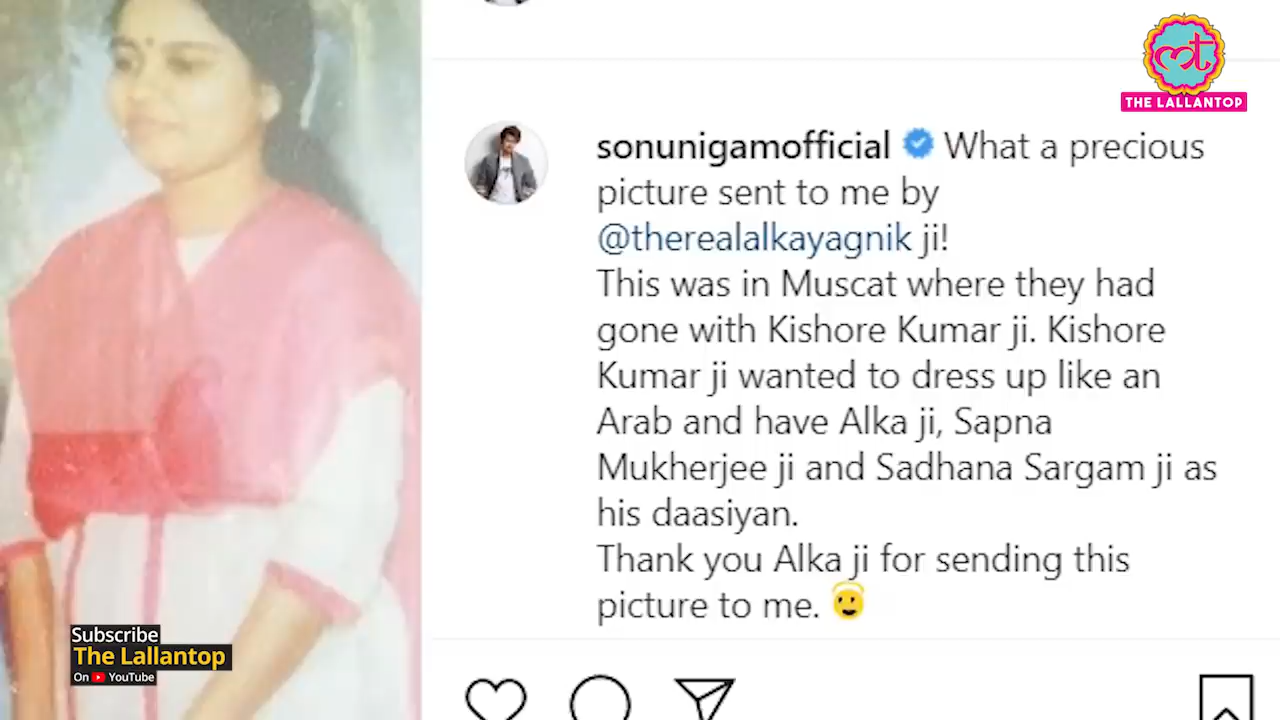 THE LALLANTOP
sonunigamofficial What a precious
picture sent to me by
@therealalkayagnik ji!
This was in Muscat where they had
gone with Kishore Kumar ji. Kishore
Kumar ji wanted to dress up like an
Arab and have Alka ji, Sapna
Mukherjee ji and Sadhana Sargam ji as
his daasiyan.
Thank you Alka ji for sending this
picture to me.
Subscribe
The Lallantop
On YouTube